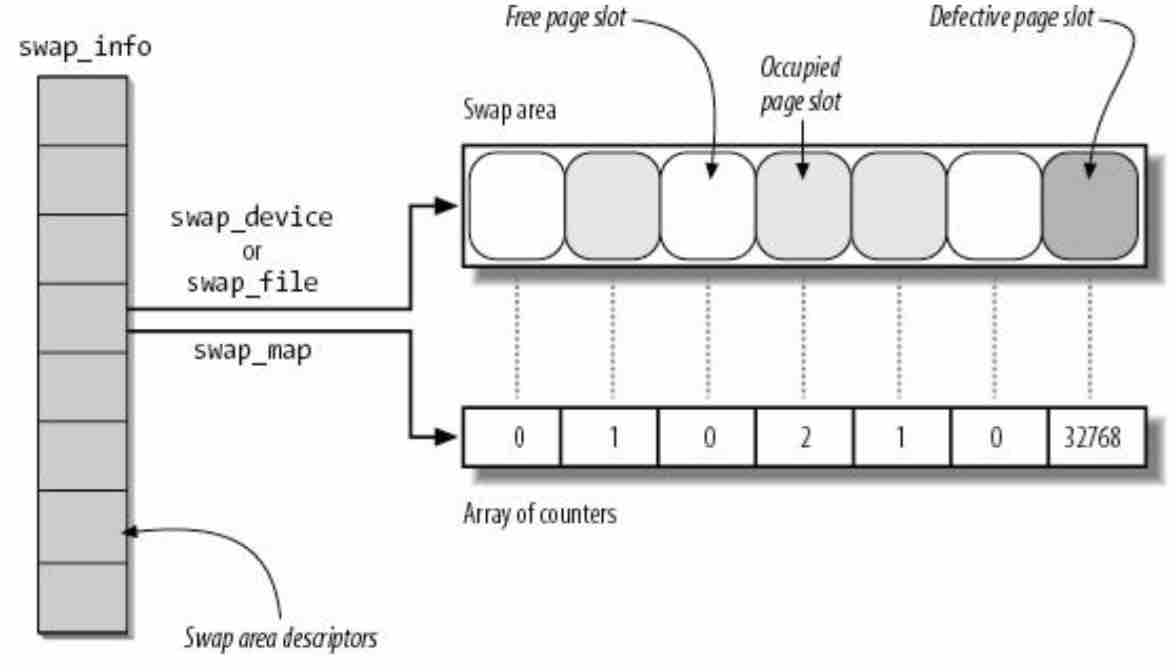 Free page slot
Defective page slot
swap_info
Occupied
page slot
Swap area
swap_device
or
swap_file
swap_map
0 1 0 2 1 0 32768
Array of counters
Swap area descriptors